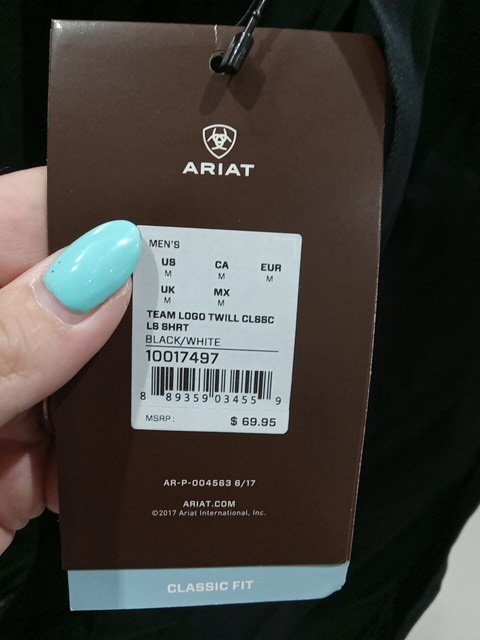 ARIAT
MEN'S
US CA EUR
M M M
UK MX
M M
TEAM LOGO TWILL CLSSC
LS SHRT
BLACK/WHITE
10017497
8 89359 03455 9
MSRP: $ 69.95
AR-P-004563 6/17
ARIAT.COM
©2017 Ariat International, Inc.
CLASSIC FIT